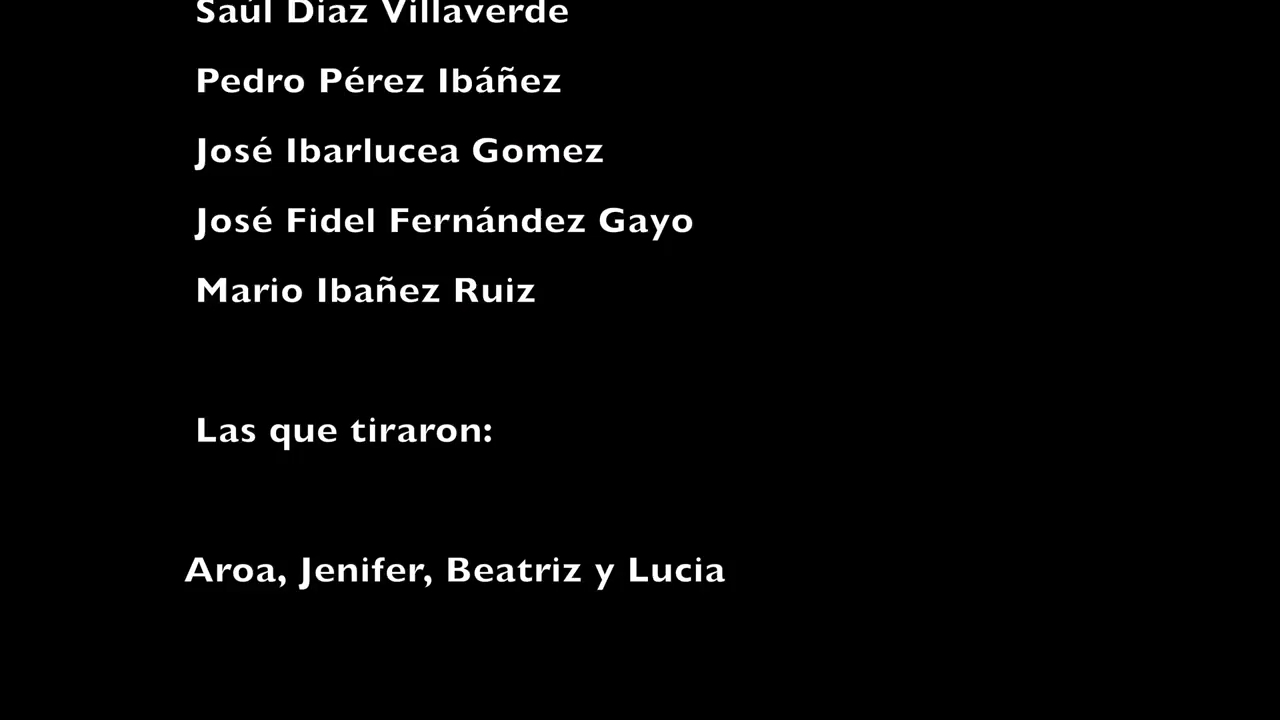 Saúl Díaz Villaverde
Pedro Pérez Ibáñez
José Ibarlucea Gomez
José Fidel Fernández Gayo
Mario Ibañez Ruiz
Las que tiraron:
Aroa, Jenifer, Beatriz y Lucia